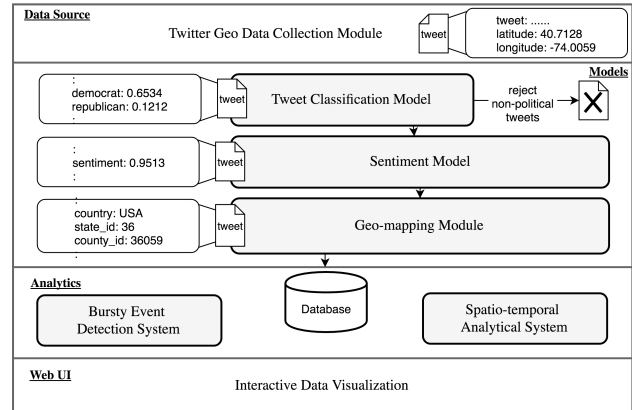 Data Source
Twitter Geo Data Collection Module
tweet
tweet: ......
latitude: 40.7128
longitude: -74.0059
Models
:
democrat: 0.6534
republican: 0.1212
:
tweet
Tweet Classification Model
reject
non-political
tweets
X
:
sentiment: 0.9513
:
tweet
Sentiment Model
:
country: USA
state_id: 36
county_id: 36059
:
tweet
Geo-mapping Module
Analytics
Bursty Event
Detection System
Database
Spatio-temporal
Analytical System
Web UI
Interactive Data Visualization